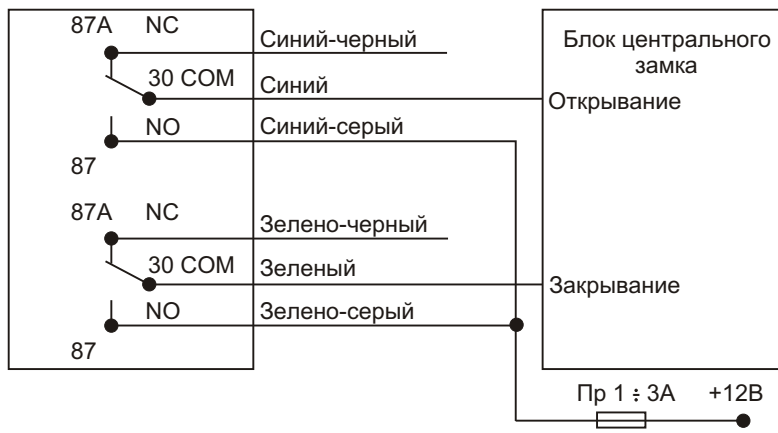 87A NC
Синий-черный
30 COM
Синий
NO
Синий-серый
87
87A NC
Зелено-черный
30 COM
Зеленый
NO
Зелено-серый
87
Блок центрального
замка
Открывание
Закрывание
Пр 1 ÷ 3А
+12В